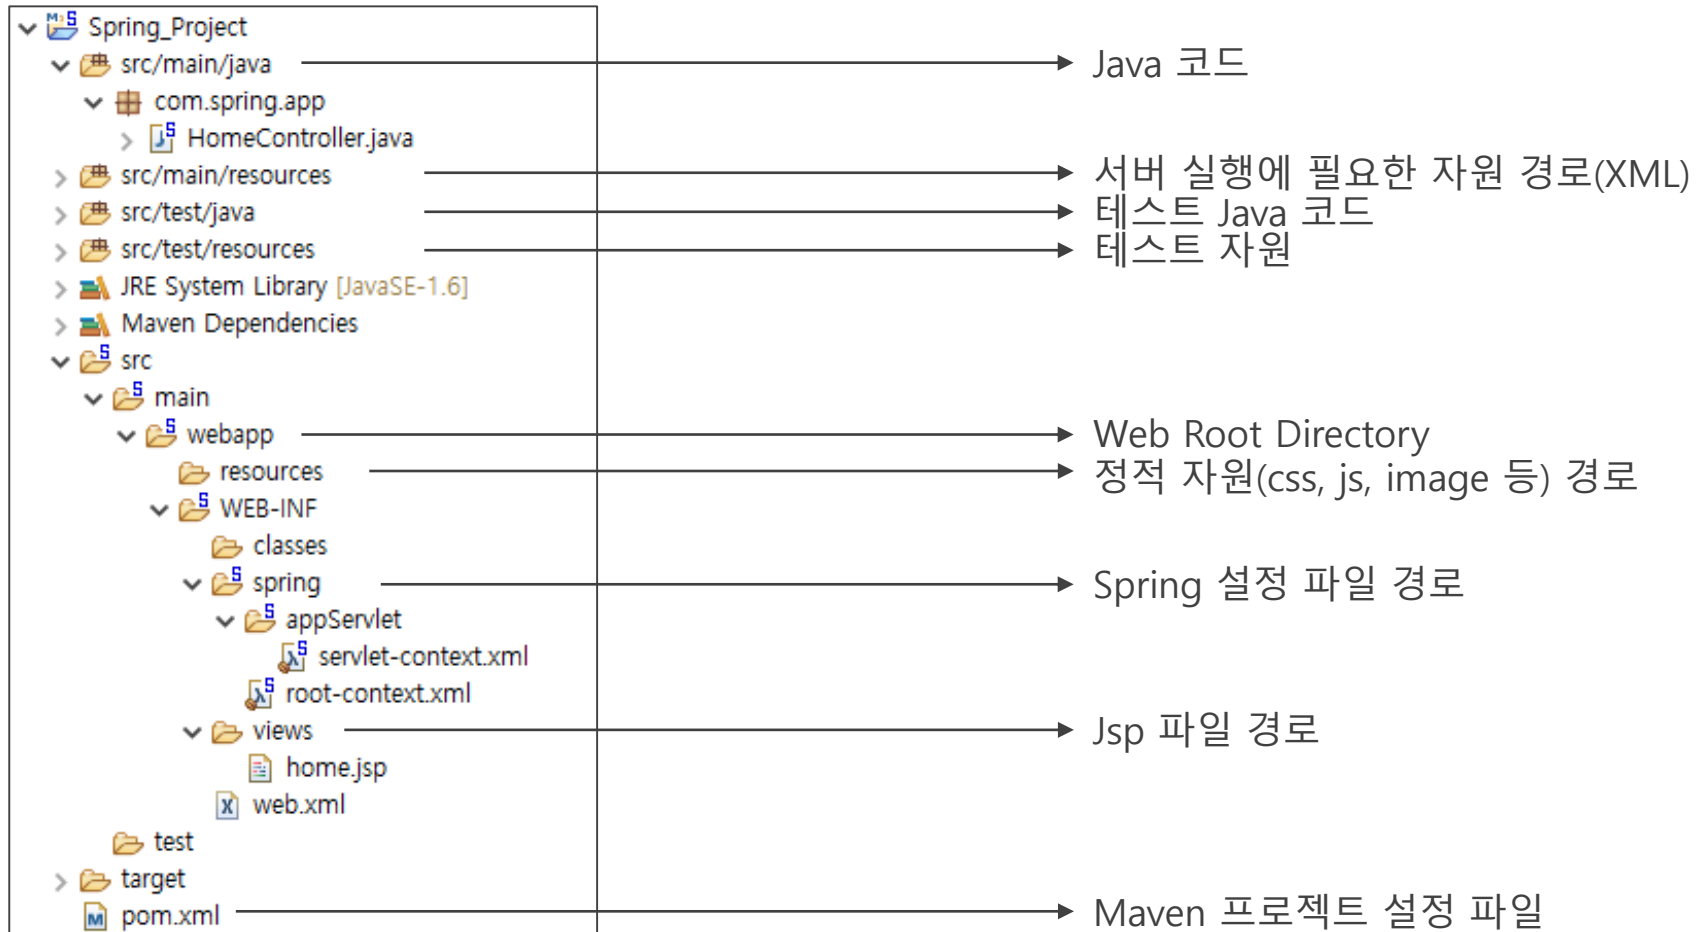 Spring_Project
src/main/java
Java 코드
com.spring.app
HomeController.java
src/main/resources
서버 실행에 필요한 자원 경로(XML)
src/test/java
테스트 Java 코드
src/test/resources
테스트 자원
JRE System Library [JavaSE-1.6]
Maven Dependencies
src
main
webapp
Web Root Directory
resources
정적 자원(css, js, image 등) 경로
WEB-INF
classes
spring
Spring 설정 파일 경로
appServlet
servlet-context.xml
root-context.xml
views
Jsp 파일 경로
home.jsp
web.xml
test
target
pom.xml
Maven 프로젝트 설정 파일